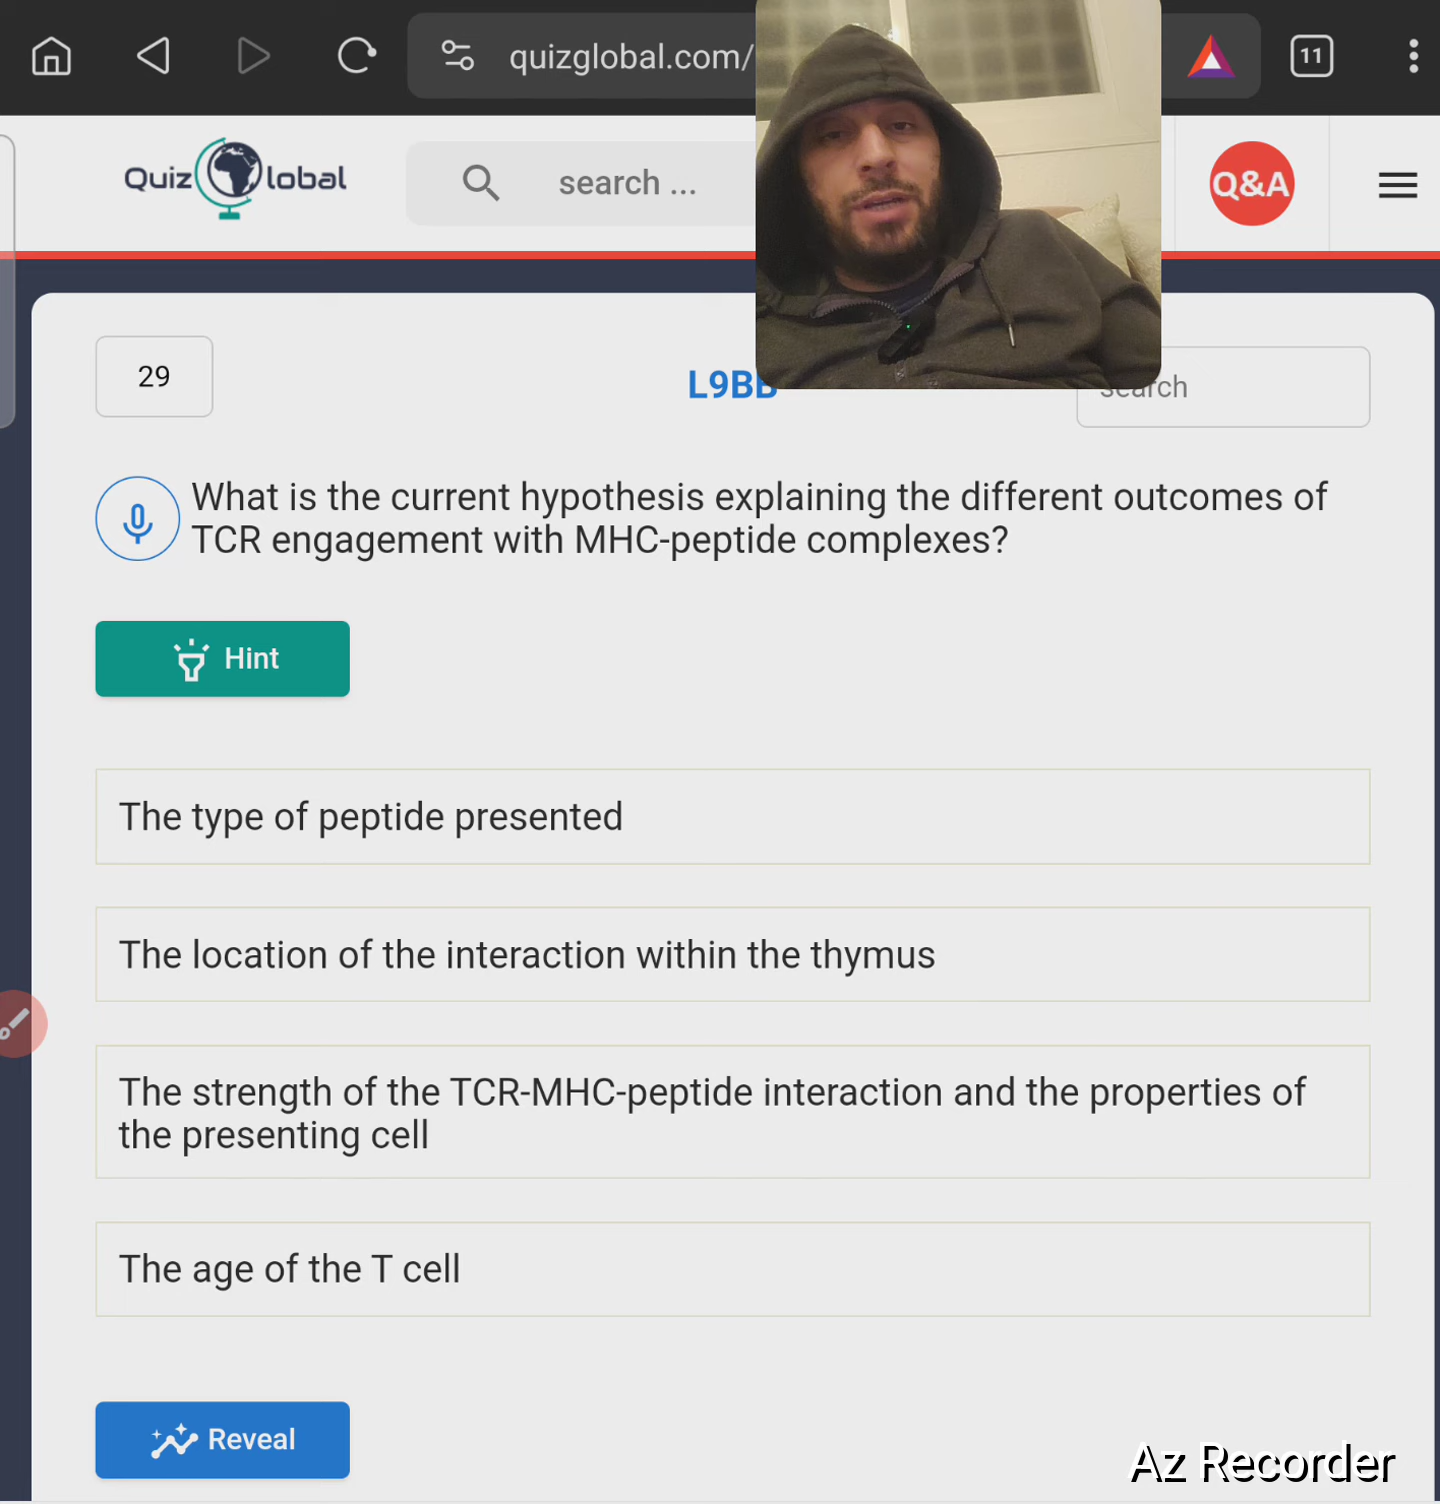 quizglobal.com/
11
Quiz Global
search ...
Q&A
29
L9BB
search
What is the current hypothesis explaining the different outcomes of
TCR engagement with MHC-peptide complexes?
Hint
The type of peptide presented
The location of the interaction within the thymus
The strength of the TCR-MHC-peptide interaction and the properties of
the presenting cell
The age of the T cell
Reveal
Az Recorder